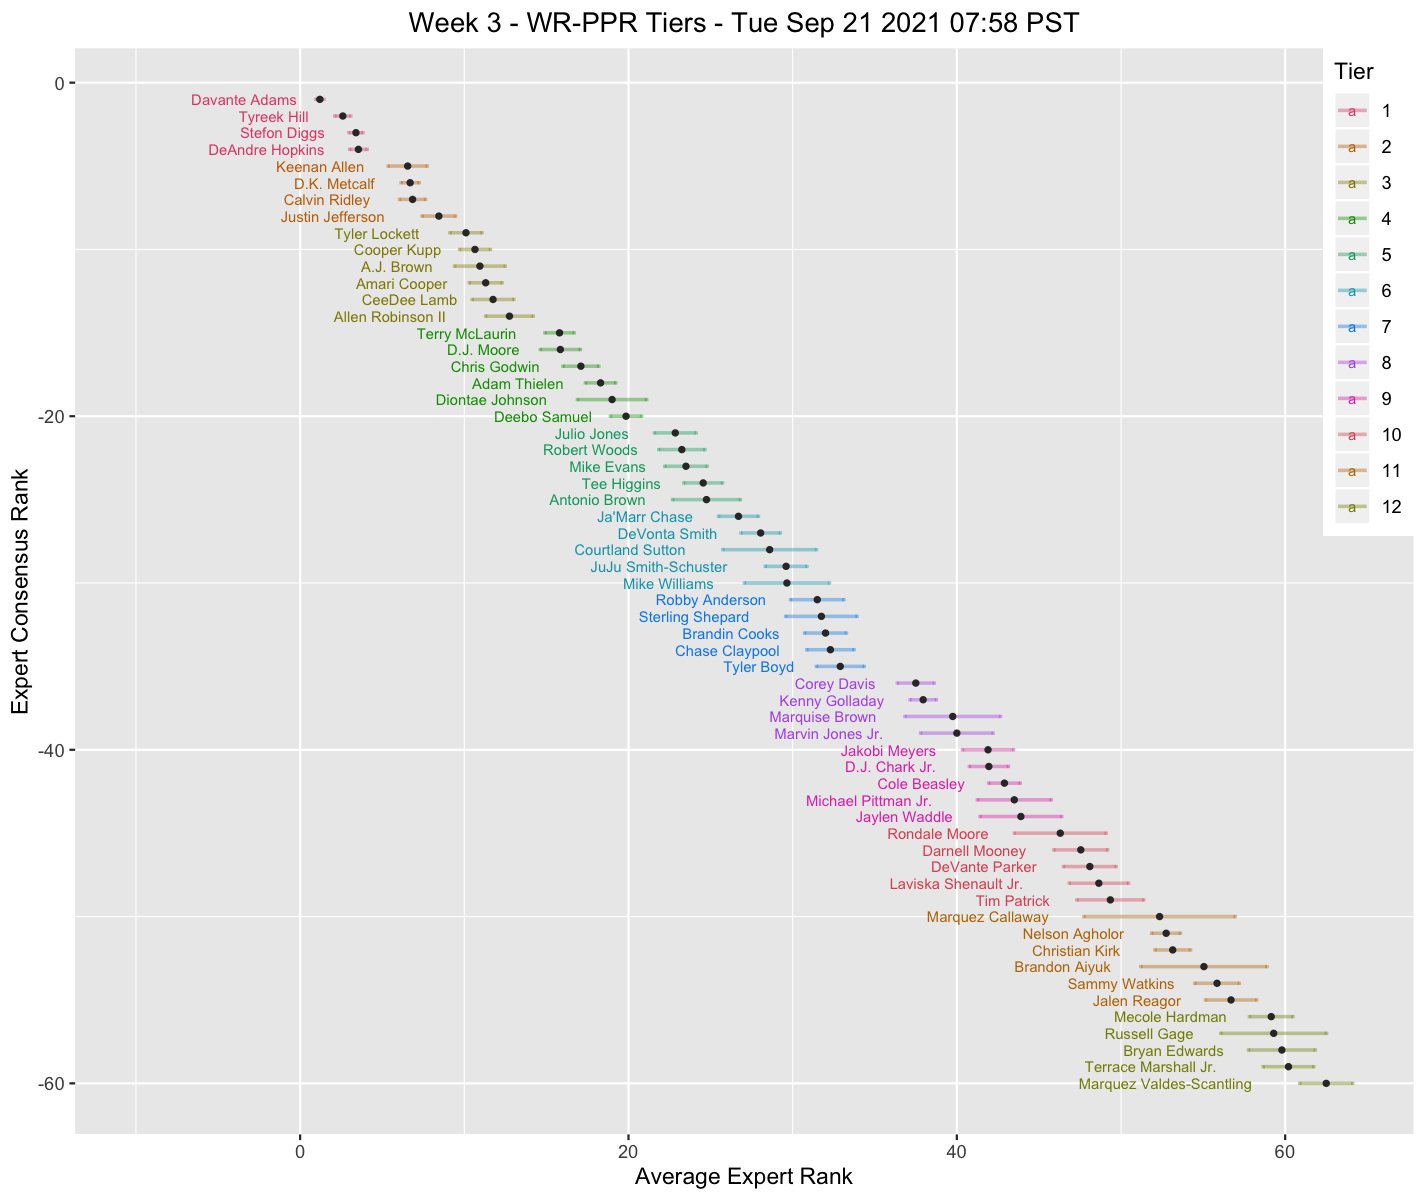 Week 3 - WR-PPR Tiers - Tue Sep 21 2021 07:58 PST
Expert Consensus Rank
0
-20
-40
-60
Davante Adams
Tyreek Hill
Stefon Diggs
DeAndre Hopkins
Keenan Allen
D.K. Metcalf
Calvin Ridley
Justin Jefferson
Tyler Lockett
Cooper Kupp
A.J. Brown
Amari Cooper
CeeDee Lamb
Allen Robinson II
Terry McLaurin
D.J. Moore
Chris Godwin
Adam Thielen
Diontae Johnson
Deebo Samuel
Julio Jones
Robert Woods
Mike Evans
Tee Higgins
Antonio Brown
Ja'Marr Chase
DeVonta Smith
Courtland Sutton
JuJu Smith-Schuster
Mike Williams
Robby Anderson
Sterling Shepard
Brandin Cooks
Chase Claypool
Tyler Boyd
Corey Davis
Kenny Golladay
Marquise Brown
Marvin Jones Jr.
Jakobi Meyers
D.J. Chark Jr.
Cole Beasley
Michael Pittman Jr.
Jaylen Waddle
Rondale Moore
Darnell Mooney
DeVante Parker
Laviska Shenault Jr.
Tim Patrick
Marquez Callaway
Nelson Agholor
Christian Kirk
Brandon Aiyuk
Sammy Watkins
Jalen Reagor
Mecole Hardman
Russell Gage
Bryan Edwards
Terrace Marshall Jr.
Marquez Valdes-Scantling
0 20 40 60
Average Expert Rank
Tier
a 1
a 2
a 3
a 4
a 5
a 6
a 7
a 8
a 9
a 10
a 11
a 12